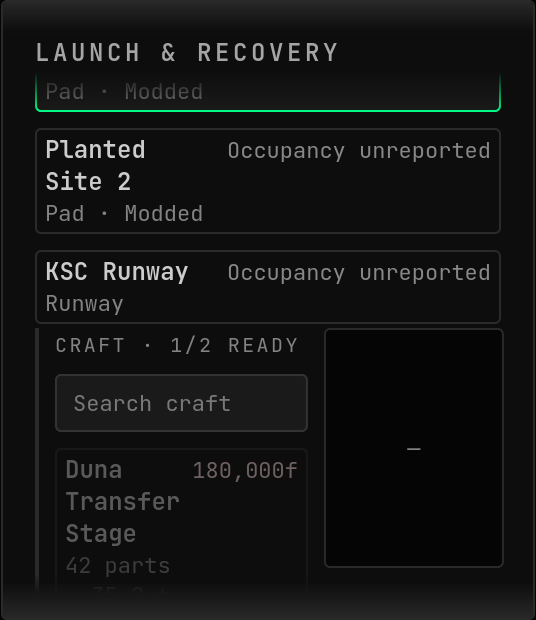 LAUNCH & RECOVERY
Pad · Modded
Planted Site 2
Occupancy unreported
Pad · Modded
KSC Runway
Occupancy unreported
Runway
CRAFT · 1/2 READY
Search craft
—
Duna Transfer Stage
180,000f
42 parts